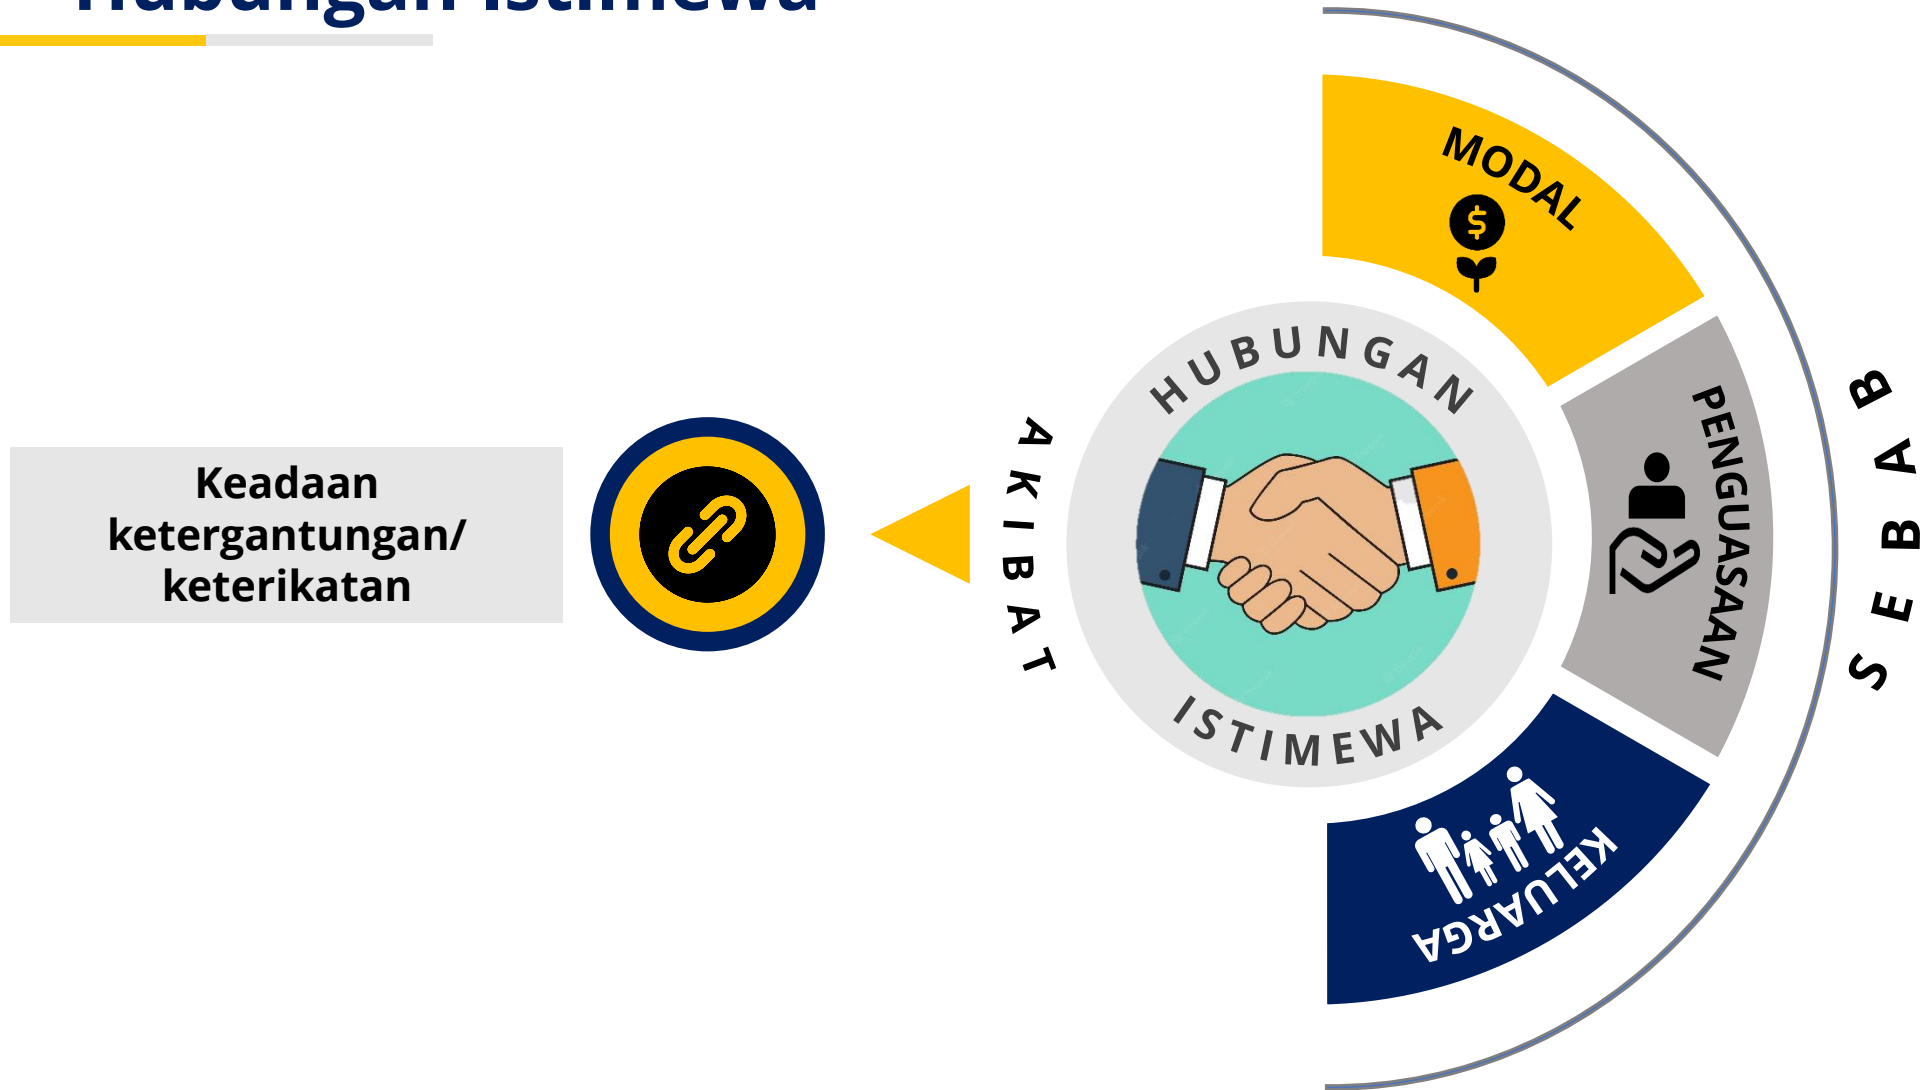 Hubungan Istimewa
MODAL
PENGUASAAN
KELUARGA
SEBAB
HUBUNGAN
ISTIMEWA
AKIBAT
Keadaan
ketergantungan/
keterikatan